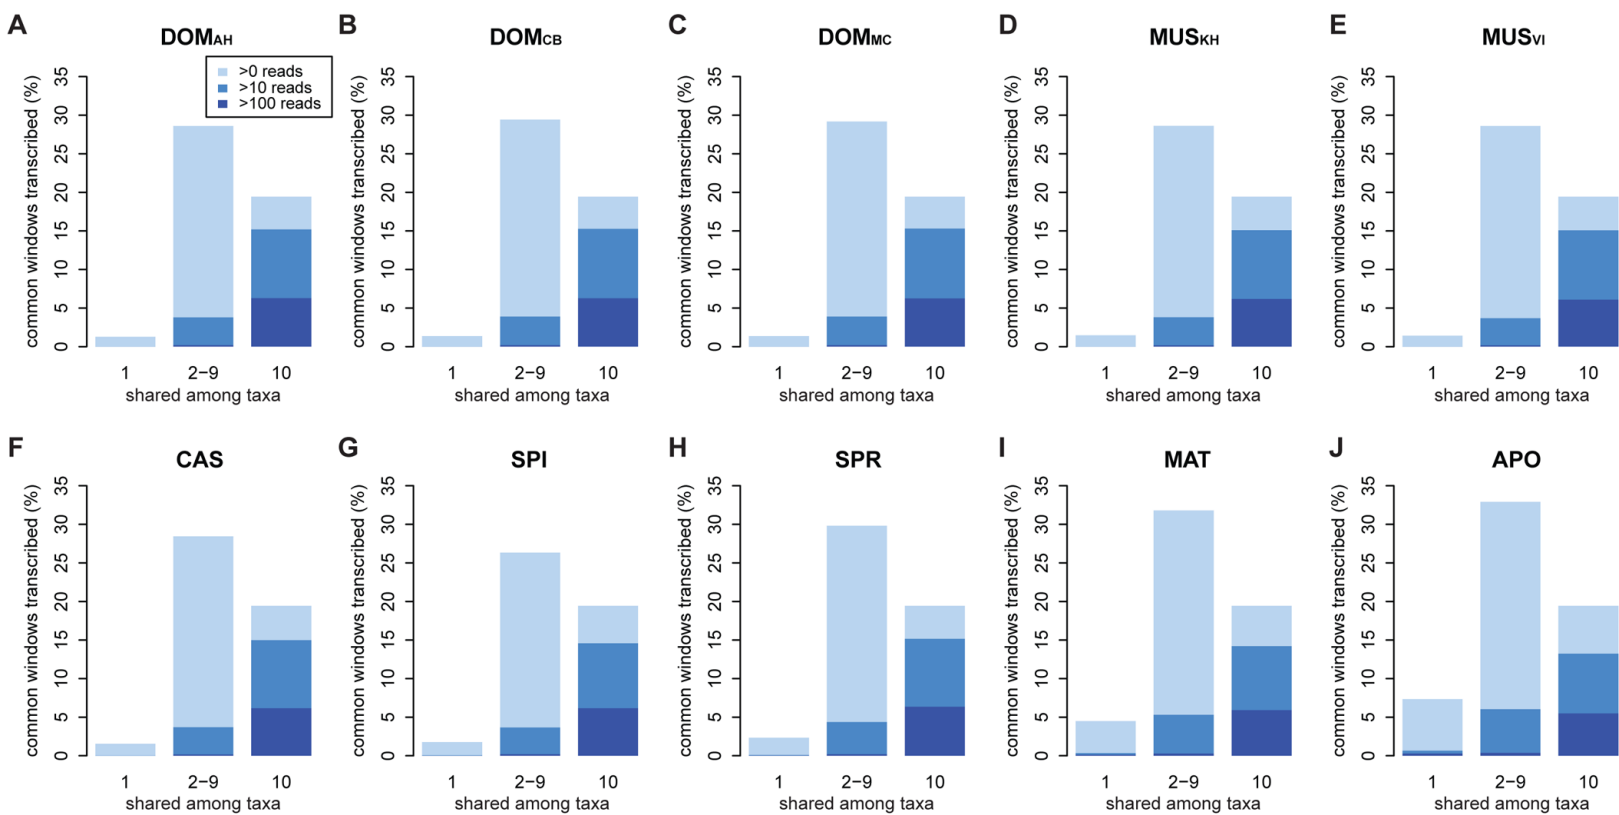 A
DOMAH
>0 reads
>10 reads
>100 reads
common windows transcribed (%)
35
30
25
20
15
10
5
0
1
2−9
10
shared among taxa
B
DOMCB
common windows transcribed (%)
35
30
25
20
15
10
5
0
1
2−9
10
shared among taxa
C
DOMMC
common windows transcribed (%)
35
30
25
20
15
10
5
0
1
2−9
10
shared among taxa
D
MUSKH
common windows transcribed (%)
35
30
25
20
15
10
5
0
1
2−9
10
shared among taxa
E
MUSVI
common windows transcribed (%)
35
30
25
20
15
10
5
0
1
2−9
10
shared among taxa
F
CAS
common windows transcribed (%)
35
30
25
20
15
10
5
0
1
2−9
10
shared among taxa
G
SPI
common windows transcribed (%)
35
30
25
20
15
10
5
0
1
2−9
10
shared among taxa
H
SPR
common windows transcribed (%)
35
30
25
20
15
10
5
0
1
2−9
10
shared among taxa
I
MAT
common windows transcribed (%)
35
30
25
20
15
10
5
0
1
2−9
10
shared among taxa
J
APO
common windows transcribed (%)
35
30
25
20
15
10
5
0
1
2−9
10
shared among taxa